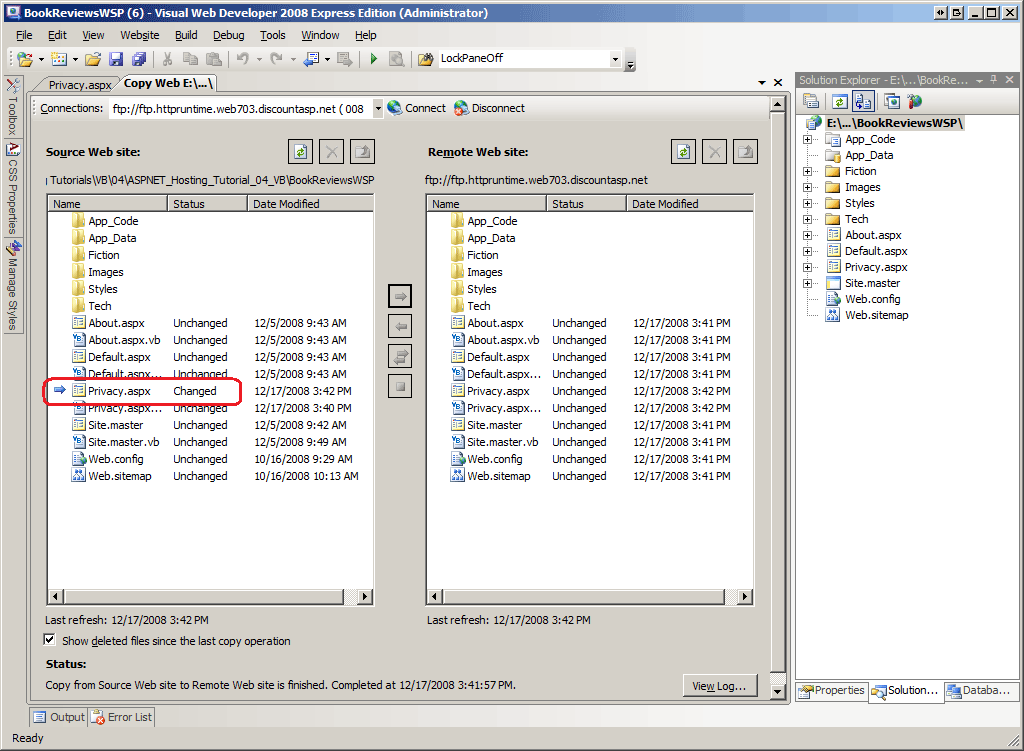 BookReviewsWSP (6) - Visual Web Developer 2008 Express Edition (Administrator)
File Edit View Website Build Debug Tools Window Help
LockPaneOff
Privacy.aspx Copy Web E:\...\
Connections: ftp://ftp.httpruntime.web703.discountasp.net ( 008 Connect Disconnect
Toolbox
CSS Properties
Manage Styles
Source Web site:
Tutorials\VB\04\ASPNET_Hosting_Tutorial_04_VB\BookReviewsWSP
Name Status Date Modified
App_Code
App_Data
Fiction
Images
Styles
Tech
About.aspx Unchanged 12/5/2008 9:43 AM
About.aspx.vb Unchanged 12/5/2008 9:43 AM
Default.aspx Unchanged 12/5/2008 9:43 AM
Default.aspx... Unchanged 12/5/2008 9:43 AM
Privacy.aspx Changed 12/17/2008 3:42 PM
Privacy.aspx... Unchanged 12/17/2008 3:40 PM
Site.master Unchanged 12/5/2008 9:42 AM
Site.master.vb Unchanged 12/5/2008 9:49 AM
Web.config Unchanged 10/16/2008 9:29 AM
Web.sitemap Unchanged 10/16/2008 10:13 AM
Last refresh: 12/17/2008 3:42 PM
Show deleted files since the last copy operation
Remote Web site:
ftp://ftp.httpruntime.web703.discountasp.net
Name Status Date Modified
App_Code
App_Data
Fiction
Images
Styles
Tech
About.aspx Unchanged 12/17/2008 3:41 PM
About.aspx.vb Unchanged 12/17/2008 3:41 PM
Default.aspx Unchanged 12/17/2008 3:41 PM
Default.aspx... Unchanged 12/17/2008 3:41 PM
Privacy.aspx Unchanged 12/17/2008 3:42 PM
Privacy.aspx... Unchanged 12/17/2008 3:42 PM
Site.master Unchanged 12/17/2008 3:41 PM
Site.master.vb Unchanged 12/17/2008 3:41 PM
Web.config Unchanged 12/17/2008 3:41 PM
Web.sitemap Unchanged 12/17/2008 3:41 PM
Last refresh: 12/17/2008 3:42 PM
Status:
Copy from Source Web site to Remote Web site is finished. Completed at 12/17/2008 3:41:57 PM.
View Log...
Solution Explorer - E:\...\BookRe...
E:\...\BookReviewsWSP\
App_Code
App_Data
Fiction
Images
Styles
Tech
About.aspx
Default.aspx
Privacy.aspx
Site.master
Web.config
Web.sitemap
Properties Solution... Databa...
Output Error List
Ready